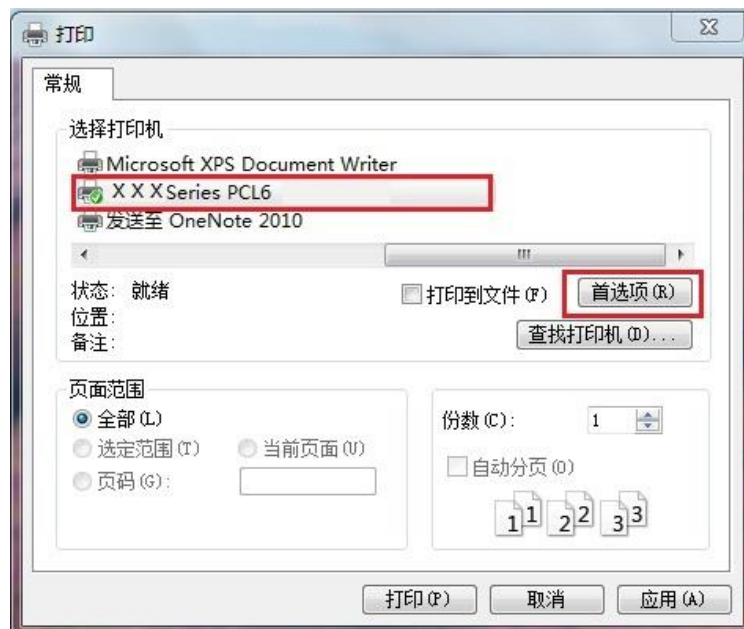 打印
常规
选择打印机
Microsoft XPS Document Writer
X X X Series PCL6
发送至 OneNote 2010
状态: 就绪
打印到文件(F) 首选项(R)
位置:
查找打印机(D)...
备注:
页面范围
全部(L)
份数(C): 1
选定范围(T) 当前页面(U)
自动分页(O)
页码(G):
1 1 2 2 3 3
打印(P) 取消 应用(A)